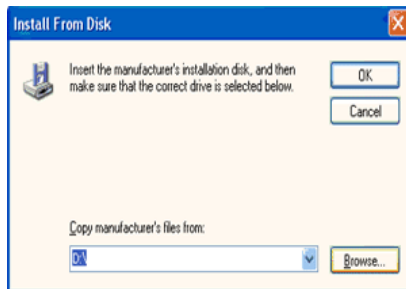 Install From Disk
Insert the manufacturer's installation disk, and then
make sure that the correct drive is selected below.
OK
Cancel
Copy manufacturer's files from:
D:\
Browse...